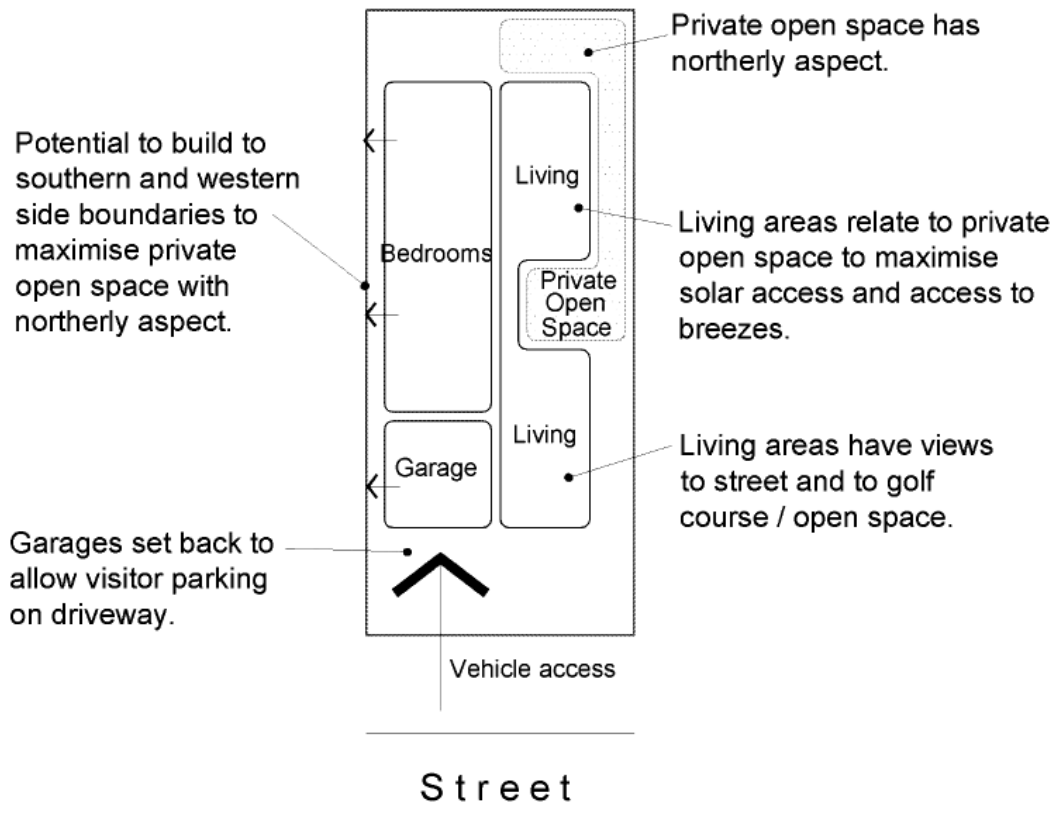 Private open space has
northerly aspect.
Potential to build to
southern and western
side boundaries to
maximise private
open space with
northerly aspect.
Living
Bedrooms
Living areas relate to private
open space to maximise
solar access and access to
breezes.
Private
Open
Space
Living
Garage
Living areas have views
to street and to golf
course / open space.
Garages set back to
allow visitor parking
on driveway.
Vehicle access
Street